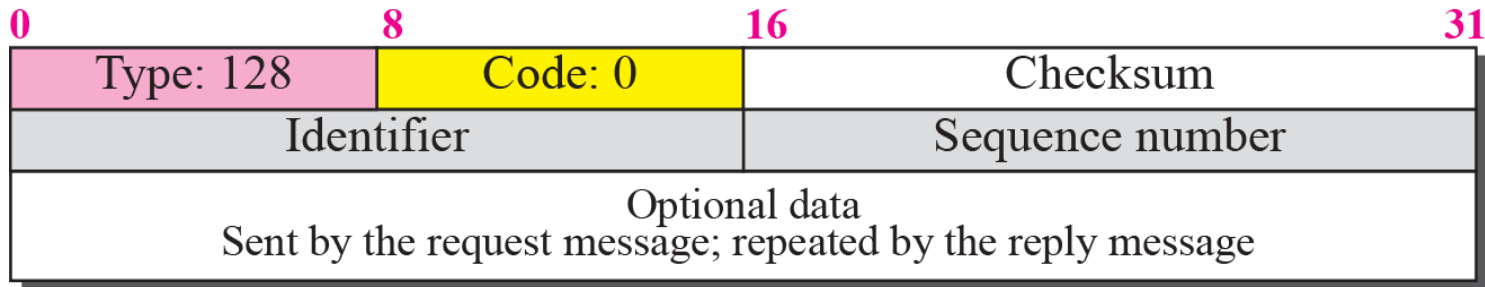 0 8 16 31
Type: 128 Code: 0 Checksum
Identifier Sequence number
Optional data
Sent by the request message; repeated by the reply message